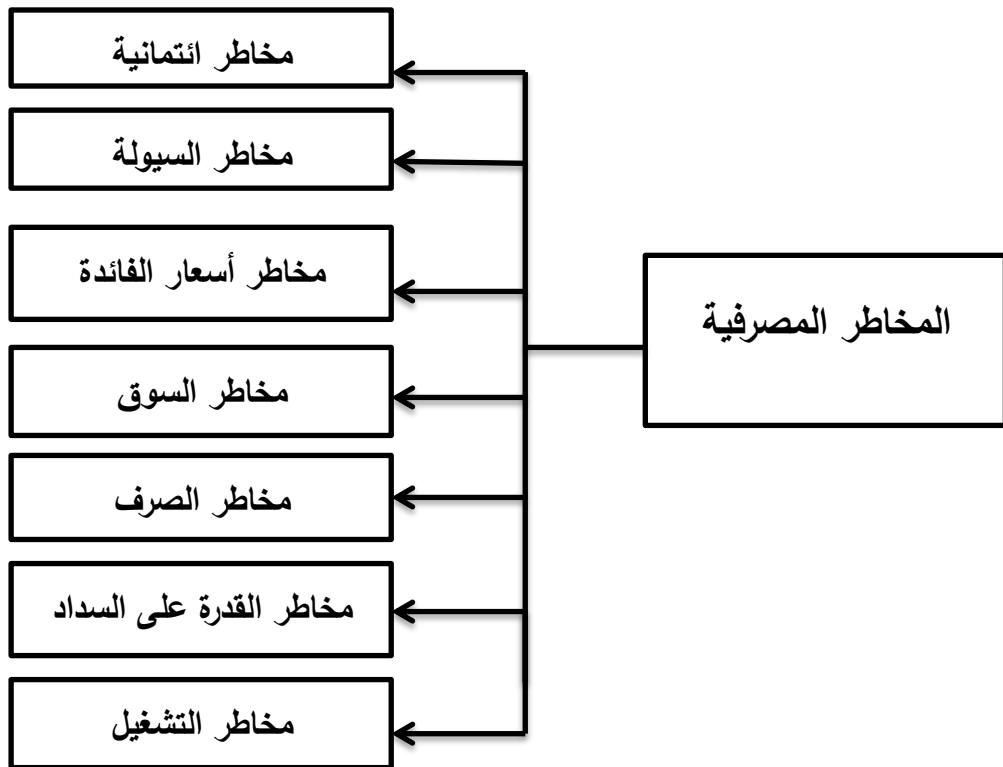 المخاطر المصرفية
مخاطر ائتمانية
مخاطر السيولة
مخاطر أسعار الفائدة
مخاطر السوق
مخاطر الصرف
مخاطر القدرة على السداد
مخاطر التشغيل